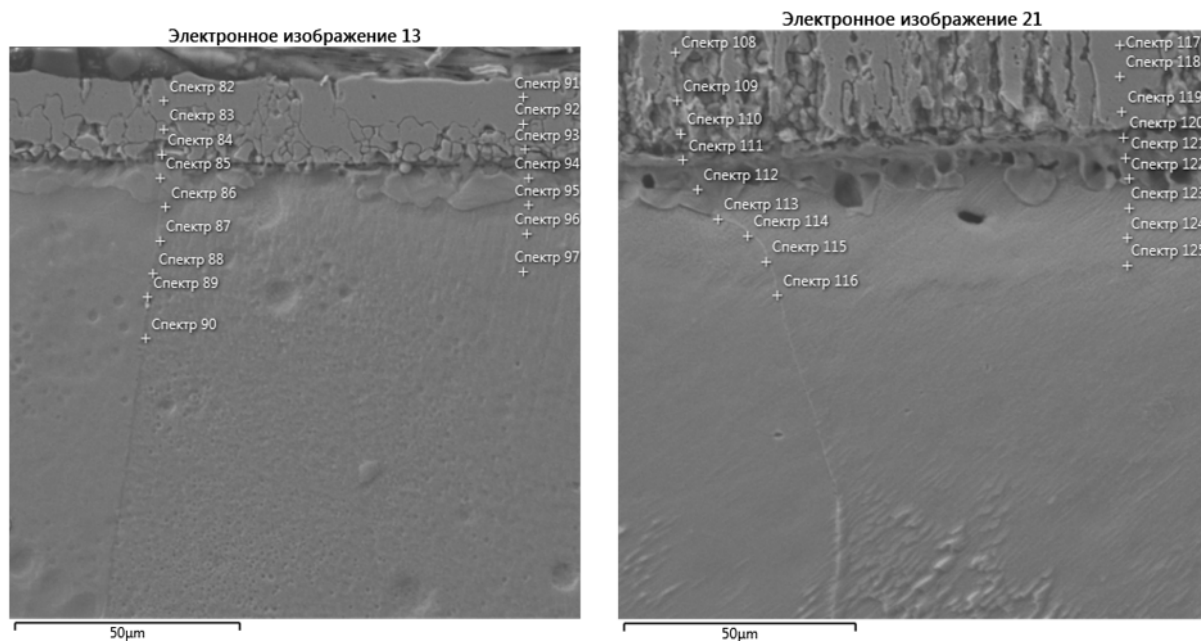 Электронное изображение 13
Спектр 82
Спектр 83
Спектр 84
Спектр 85
Спектр 86
Спектр 87
Спектр 88
Спектр 89
Спектр 90
Спектр 91
Спектр 92
Спектр 93
Спектр 94
Спектр 95
Спектр 96
Спектр 97
50µm
Электронное изображение 21
Спектр 108
Спектр 109
Спектр 110
Спектр 111
Спектр 112
Спектр 113
Спектр 114
Спектр 115
Спектр 116
Спектр 117
Спектр 118
Спектр 119
Спектр 120
Спектр 121
Спектр 122
Спектр 123
Спектр 124
Спектр 125
50µm